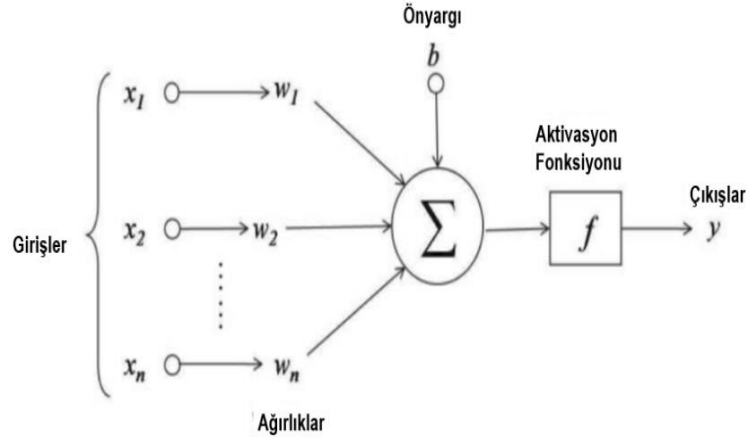 Önyargı
b
x1 w1
Aktivasyon
Fonksiyonu
Çıkışlar
Girişler x2 w2 Σ f y
xn wn
Ağırlıklar